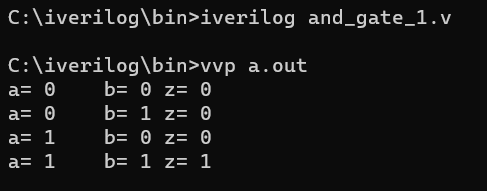 C:\iverilog\bin>iverilog and_gate_1.v
C:\iverilog\bin>vvp a.out
a= 0    b= 0 z= 0
a= 0    b= 1 z= 0
a= 1    b= 0 z= 0
a= 1    b= 1 z= 1